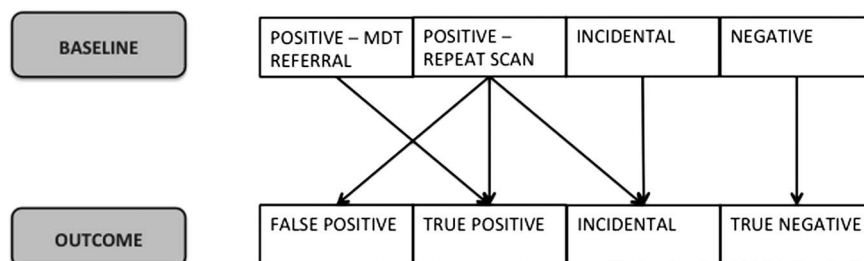 BASELINE
POSITIVE – MDT
REFERRAL
POSITIVE –
REPEAT SCAN
INCIDENTAL
NEGATIVE
OUTCOME
FALSE POSITIVE
TRUE POSITIVE
INCIDENTAL
TRUE NEGATIVE